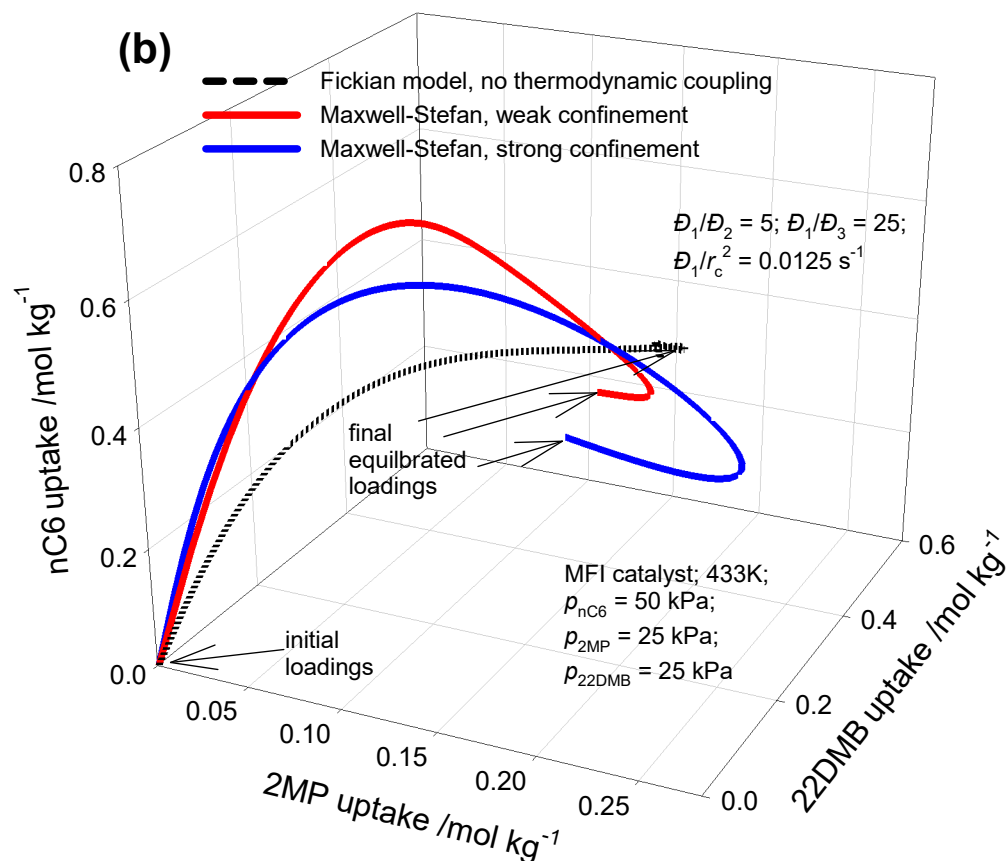 (b)
Fickian model, no thermodynamic coupling
Maxwell-Stefan, weak confinement
Maxwell-Stefan, strong confinement
Đ₁/Đ₂ = 5; Đ₁/Đ₃ = 25;
Đ₁/r_c² = 0.0125 s⁻¹
nC6 uptake /mol kg⁻¹
0.8
0.6
0.4
0.2
0.0
final
equilbrated
loadings
initial
loadings
MFI catalyst; 433K;
p_nC6 = 50 kPa;
p_2MP = 25 kPa;
p_22DMB = 25 kPa
0.05
0.10
0.15
0.20
0.25
2MP uptake /mol kg⁻¹
0.0
0.2
0.4
0.6
22DMB uptake /mol kg⁻¹